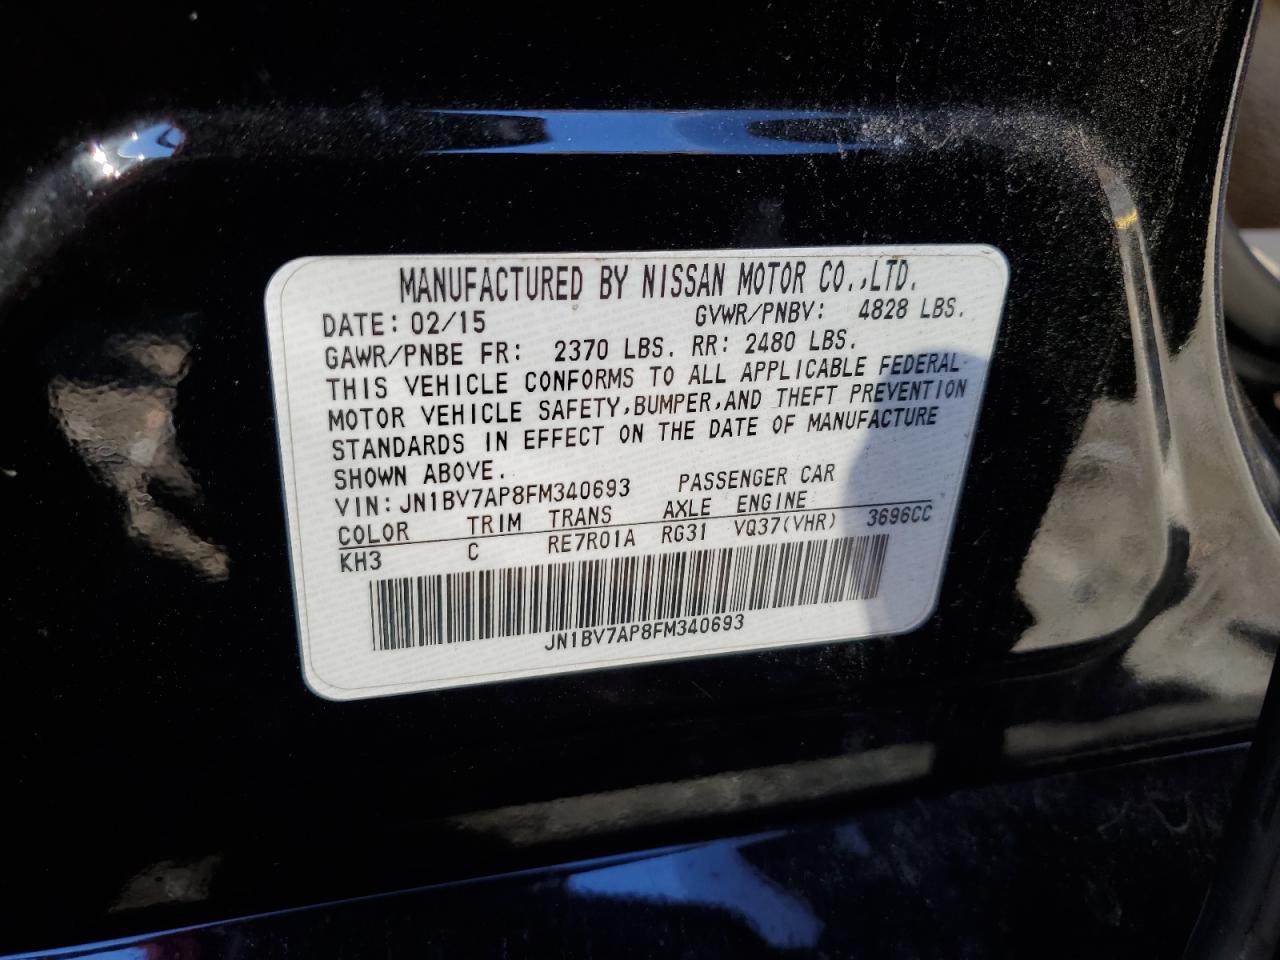 MANUFACTURED BY NISSAN MOTOR CO.,LTD.
DATE: 02/15 GVWR/PNBV: 4828 LBS.
GAWR/PNBE FR: 2370 LBS. RR: 2480 LBS.
THIS VEHICLE CONFORMS TO ALL APPLICABLE FEDERAL
MOTOR VEHICLE SAFETY,BUMPER,AND THEFT PREVENTION
STANDARDS IN EFFECT ON THE DATE OF MANUFACTURE
SHOWN ABOVE.
VIN: JN1BV7AP8FM340693 PASSENGER CAR
COLOR TRIM TRANS AXLE ENGINE
KH3 C RE7R01A RG31 VQ37(VHR) 3696CC
JN1BV7AP8FM340693